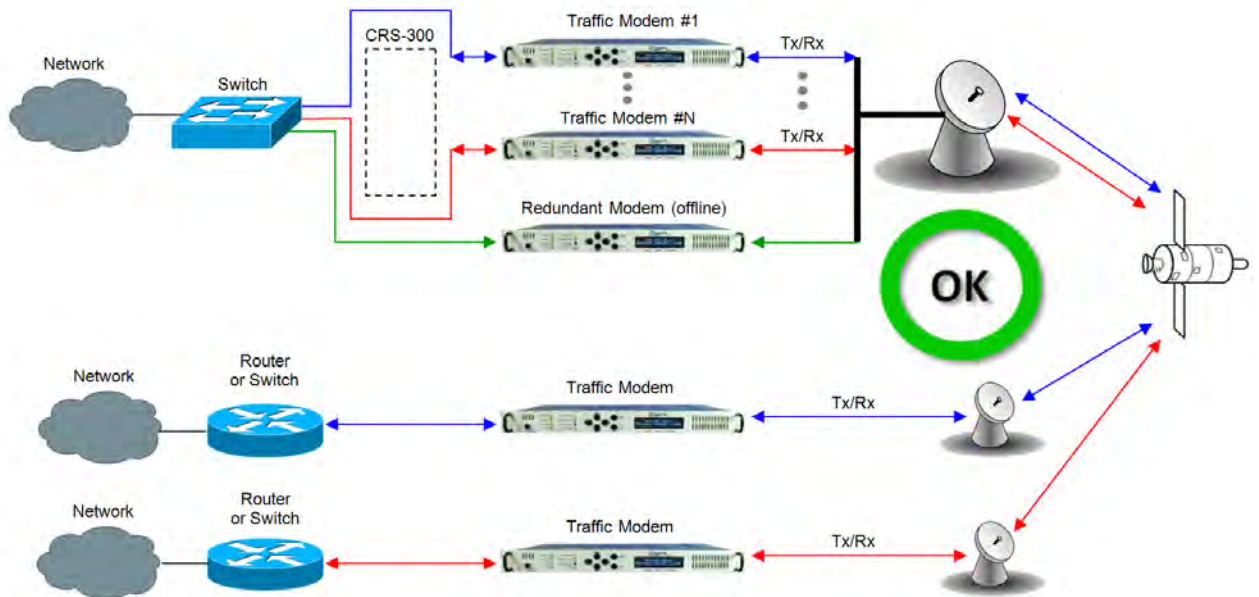 Traffic Modem #1
CRS-300
Tx/Rx
Network
Switch
Traffic Modem #N
Tx/Rx
Redundant Modem (offline)
OK
Router
or Switch
Network
Traffic Modem
Tx/Rx
Router
or Switch
Network
Traffic Modem
Tx/Rx